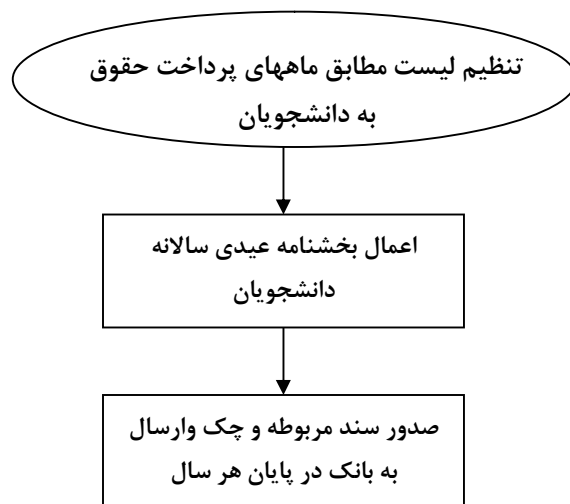 تنظیم لیست مطابق ماههای پرداخت حقوق
به دانشجویان
اعمال بخشنامه عیدی سالانه
دانشجویان
صدور سند مربوطه و چک وارسال
به بانک در پایان هر سال